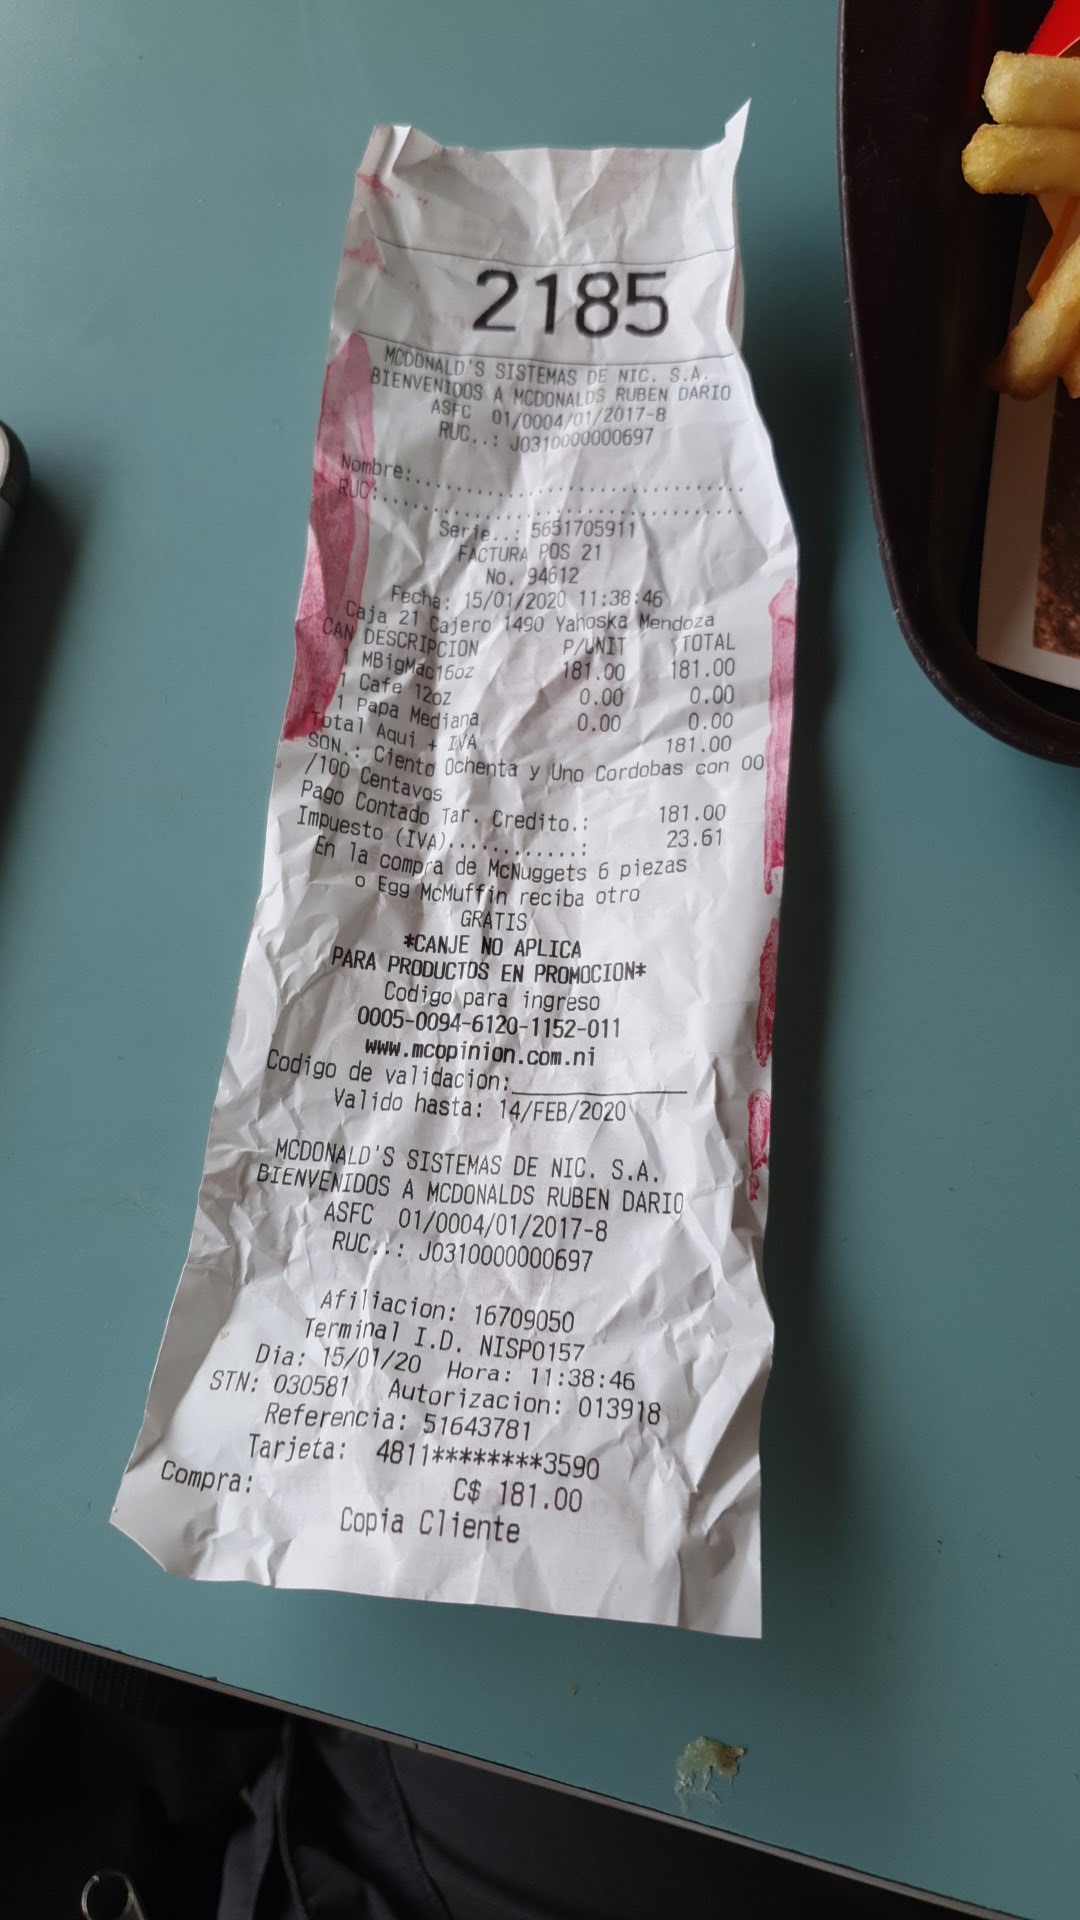 2185
MCDONALD'S SISTEMAS DE NIC. S.A.
BIENVENIDOS A MCDONALDS RUBEN DARIO
ASFC 01/0004/01/2017-8
RUC..: J0310000000697
Nombre:.................................
RUC:....................................
Serie..: 5651705911
FACTURA POS 21
No. 94612
Fecha: 15/01/2020 11:38:46
Caja 21 Cajero 1490 Yahoska Mendoza
CAN DESCRIPCION P/UNIT TOTAL
1 MBigMac16oz 181.00 181.00
1 Cafe 12oz 0.00 0.00
1 Papa Mediana 0.00 0.00
Total Aqui + IVA 181.00
SON.: Ciento Ochenta y Uno Cordobas con 00
/100 Centavos
Pago Contado Tar. Credito.: 181.00
Impuesto (IVA)............: 23.61
En la compra de McNuggets 6 piezas
o Egg McMuffin reciba otro
GRATIS
*CANJE NO APLICA
PARA PRODUCTOS EN PROMOCION*
Codigo para ingreso
0005-0094-6120-1152-011
www.mcopinion.com.ni
Codigo de validacion:______________
Valido hasta: 14/FEB/2020
MCDONALD'S SISTEMAS DE NIC. S.A.
BIENVENIDOS A MCDONALDS RUBEN DARIO
ASFC 01/0004/01/2017-8
RUC..: J0310000000697
Afiliacion: 16709050
Terminal I.D. NISP0157
Dia: 15/01/20 Hora: 11:38:46
STN: 030581 Autorizacion: 013918
Referencia: 51643781
Tarjeta: 4811********3590
Compra: C$ 181.00
Copia Cliente